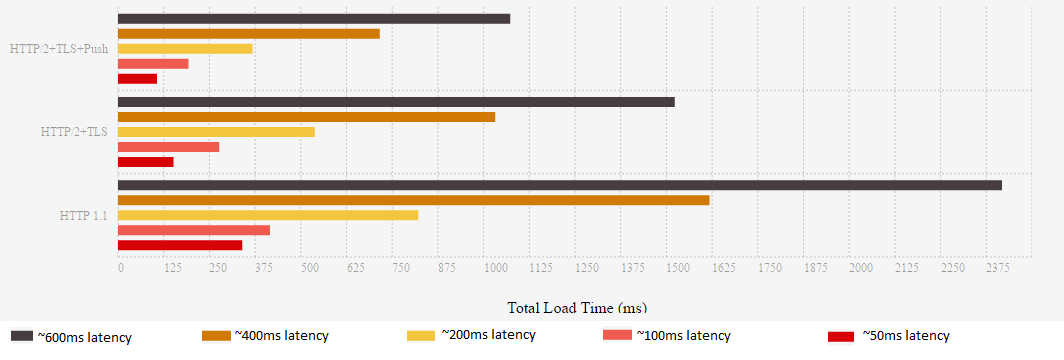 HTTP/2+TLS+Push
HTTP/2+TLS
HTTP 1.1
0 125 250 375 500 625 750 875 1000 1125 1250 1375 1500 1625 1750 1875 2000 2125 2250 2375
Total Load Time (ms)
~600ms latency ~400ms latency ~200ms latency ~100ms latency ~50ms latency